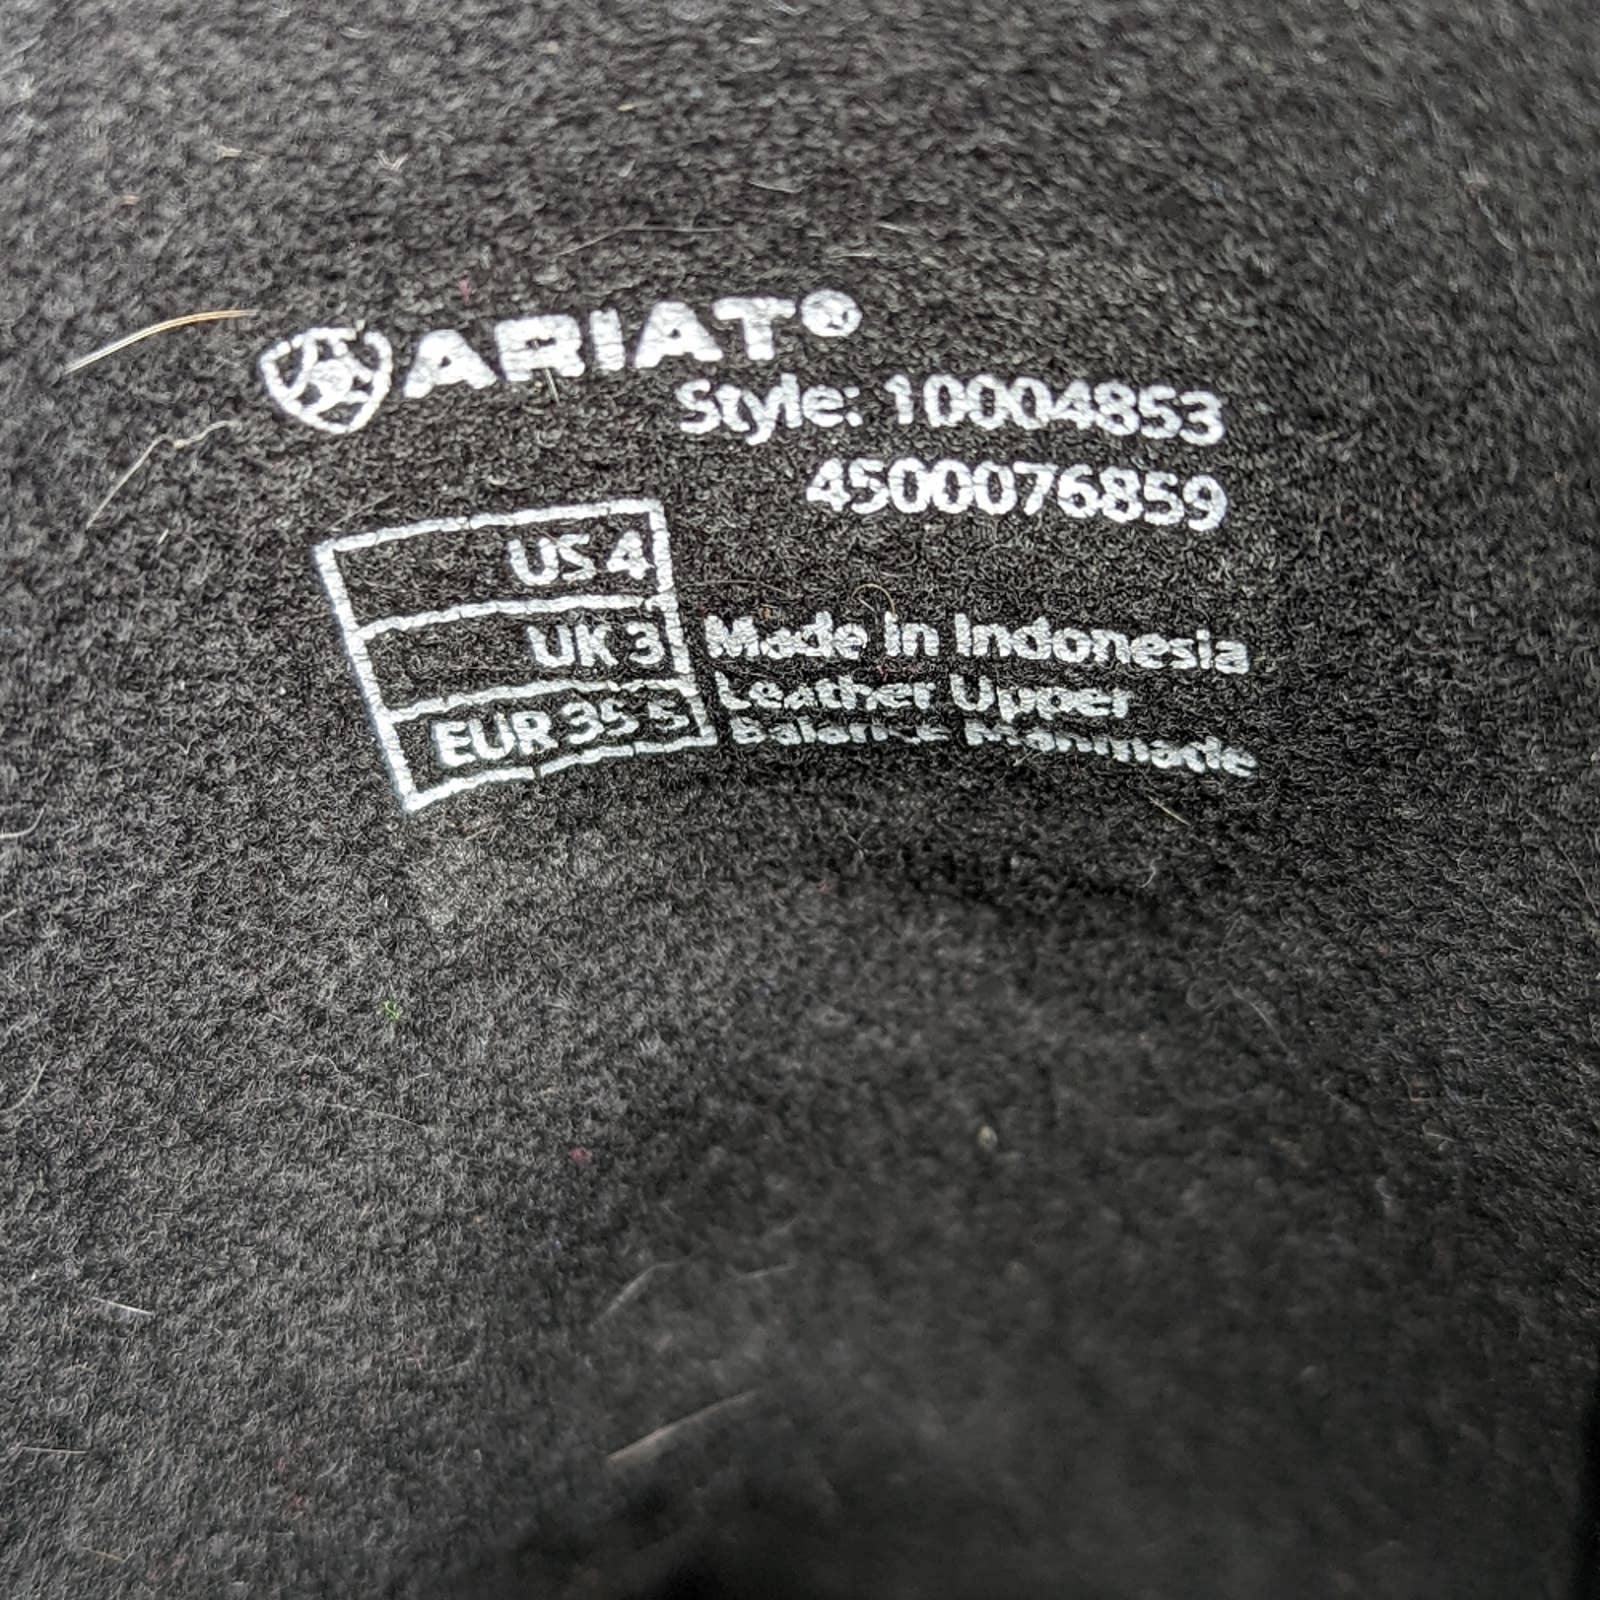 ARIAT®
Style: 10004853
4500076859
US 4
UK 3
EUR 35.5
Made In Indonesia
Leather Upper
Balance Manmade